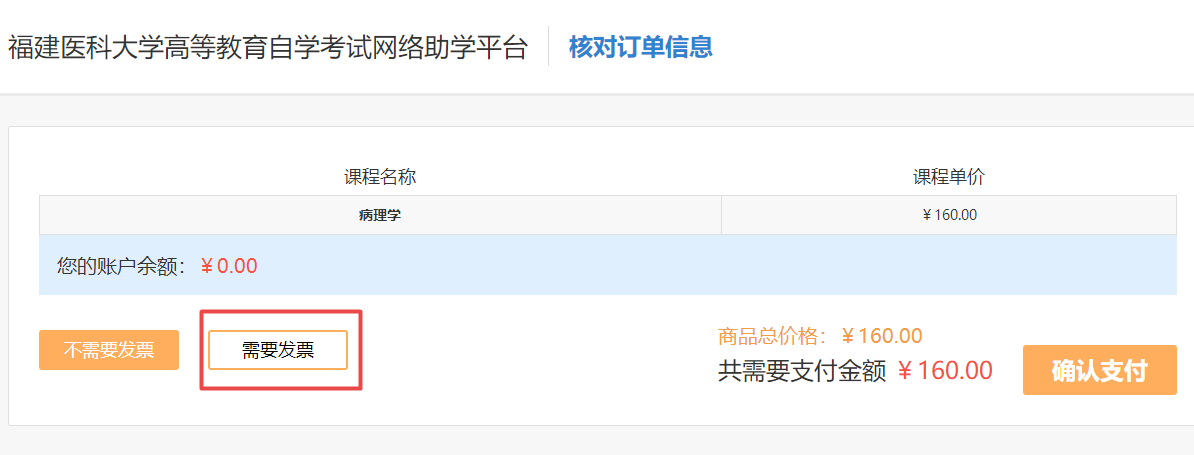 福建医科大学高等教育自学考试网络助学平台 核对订单信息
课程名称 课程单价
病理学 ¥160.00
您的账户余额：¥0.00
不需要发票 需要发票 商品总价格：¥160.00
共需要支付金额 ¥160.00 确认支付